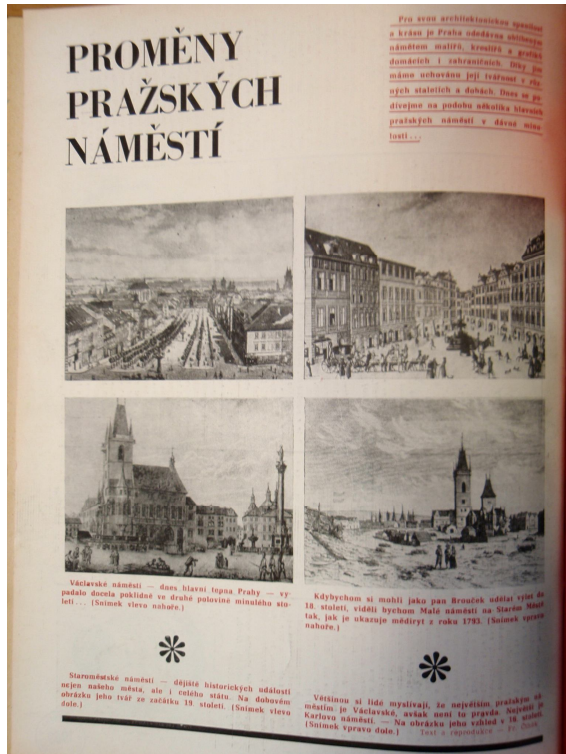 PROMĚNY
PRAŽSKÝCH
NÁMĚSTÍ
Pro svou architektonickou
a krásu je Praha odedávna oblíbeným
námětem malířů, kreslířů a grafiků
domácích i zahraničních. Díky jim
máme uchovánu její tvářnost v růz-
ných staletích a dobách. Dnes se po-
dívejme na podobu několika hlavních
pražských náměstí v dávné minu-
losti ...
Václavské náměstí — dnes hlavní tepna Prahy — vy-
padalo docela poklidně ve druhé polovině minulého sto-
letí ... (Snímek vlevo nahoře.)
Staroměstské náměstí — dějiště historických událostí
nejen našeho města, ale i celého státu. Na dobovém
obrázku jeho tvář ze začátku 19. století. (Snímek vlevo
dole.)
Kdybychom si mohli jako pan Brouček udělat výlet do
18. století, viděli bychom Malé náměstí na Starém Městě
tak, jak je ukazuje mědiryt z roku 1793. (Snímek vpravo
nahoře.)
Většinou si lidé myslívají, že největším pražským ná-
městím je Václavské, avšak není to pravda. Největší je
Karlovo náměstí. — Na obrázku jeho vzhled v 18. století.
(Snímek vpravo dole.) Text a reprodukce —